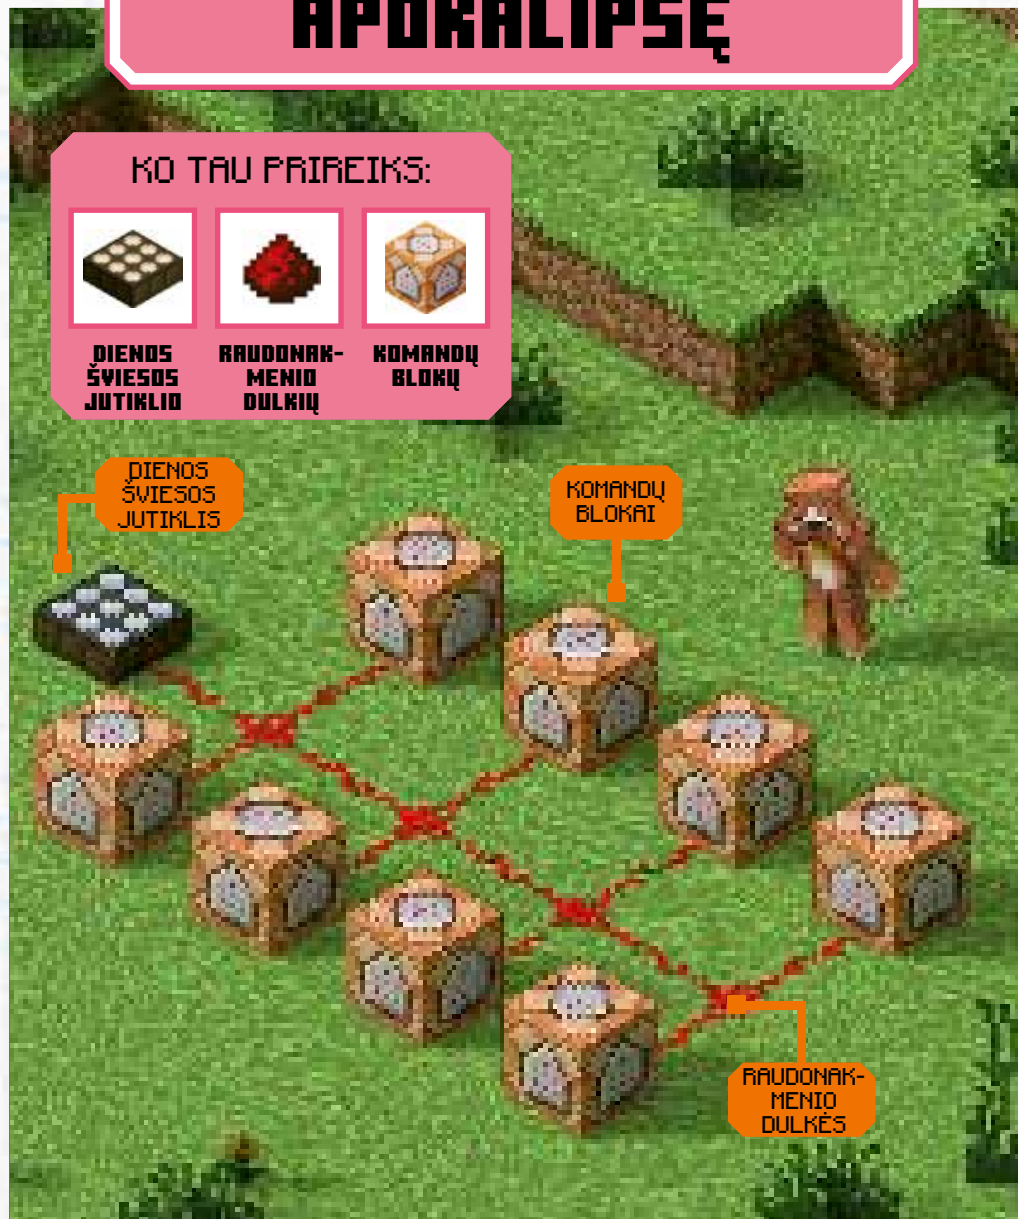 APOKALIPSĘ
KO TAU PRIREIKS:
DIENOS
ŠVIESOS
JUTIKLIO
RAUDONAK-
MENIO
DULKIŲ
KOMANDŲ
BLOKŲ
DIENOS
ŠVIESOS
JUTIKLIS
KOMANDŲ
BLOKAI
RAUDONAK-
MENIO
DULKĖS